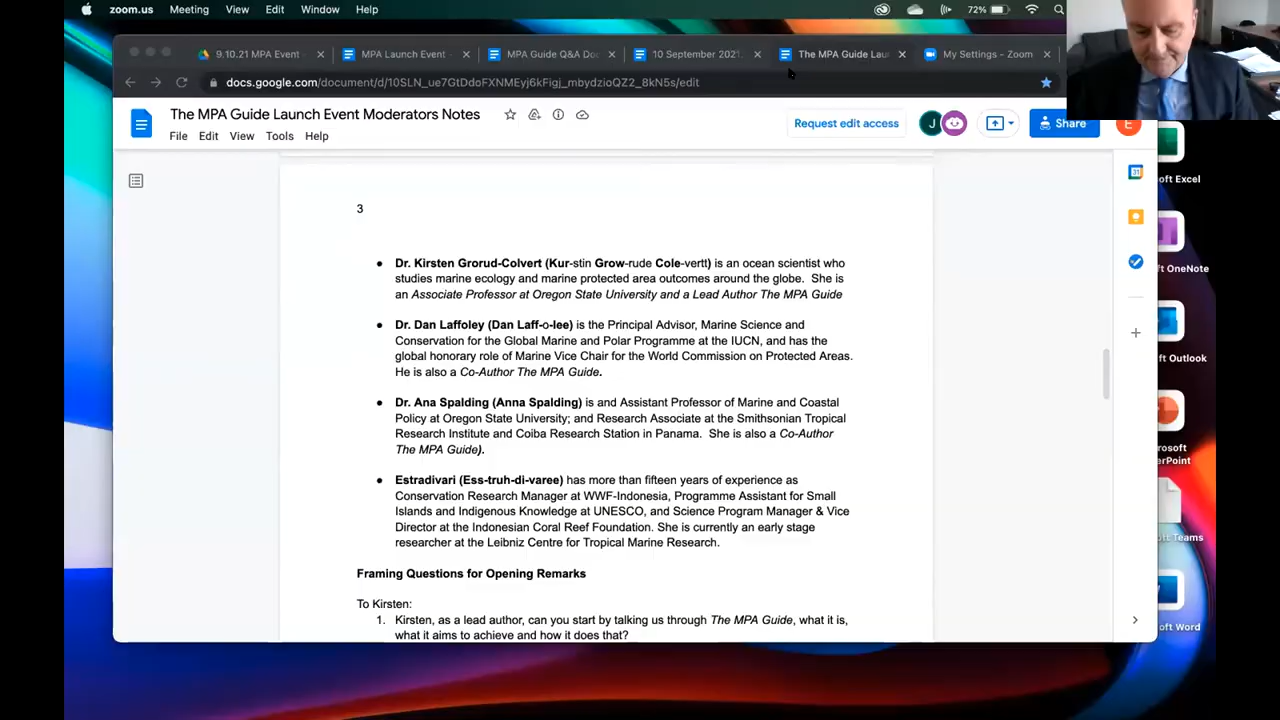 zoom.us Meeting View Edit Window Help 72%
9.10.21 MPA Event MPA Launch Event MPA Guide Q&A Doc 10 September 2021 The MPA Guide Lau My Settings - Zoom
docs.google.com/document/d/10SLN_ue7GtDdoFXNMEyj6kFigj_mbydzioQZ2_8kN5s/edit
The MPA Guide Launch Event Moderators Notes
Request edit access
J
Share
E
File Edit View Tools Help
3
Dr. Kirsten Grorud-Colvert (Kur-stin Grow-rude Cole-vertt) is an ocean scientist who
studies marine ecology and marine protected area outcomes around the globe. She is
an Associate Professor at Oregon State University and a Lead Author The MPA Guide
Dr. Dan Laffoley (Dan Laff-o-lee) is the Principal Advisor, Marine Science and
Conservation for the Global Marine and Polar Programme at the IUCN, and has the
global honorary role of Marine Vice Chair for the World Commission on Protected Areas.
He is also a Co-Author The MPA Guide.
Dr. Ana Spalding (Anna Spalding) is and Assistant Professor of Marine and Coastal
Policy at Oregon State University; and Research Associate at the Smithsonian Tropical
Research Institute and Coiba Research Station in Panama. She is also a Co-Author
The MPA Guide).
Estradivari (Ess-truh-di-varee) has more than fifteen years of experience as
Conservation Research Manager at WWF-Indonesia, Programme Assistant for Small
Islands and Indigenous Knowledge at UNESCO, and Science Program Manager & Vice
Director at the Indonesian Coral Reef Foundation. She is currently an early stage
researcher at the Leibniz Centre for Tropical Marine Research.
Framing Questions for Opening Remarks
To Kirsten:
1. Kirsten, as a lead author, can you start by talking us through The MPA Guide, what it is,
what it aims to achieve and how it does that?
oft Excel
oft OneNote
oft Outlook
rosoft
erPoint
oft Teams
oft Word